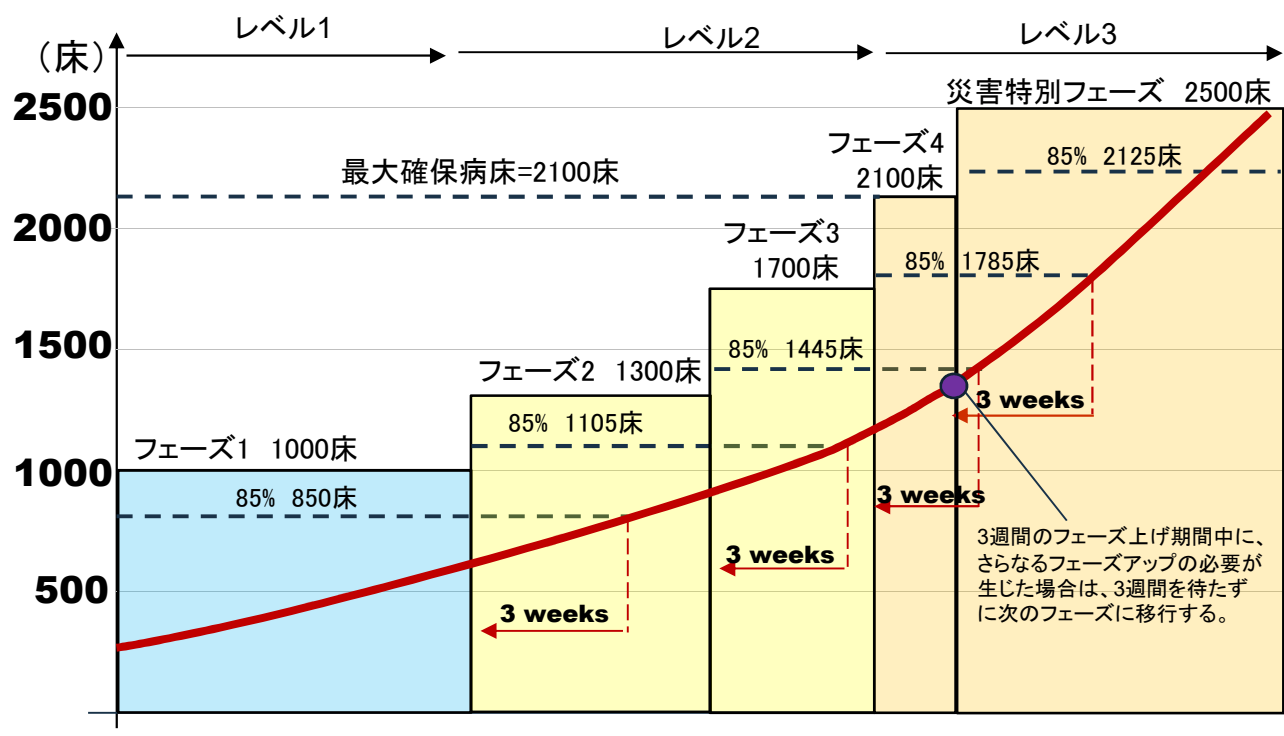 レベル1
レベル2
レベル3
（床）
2500
2000
1500
1000
500
災害特別フェーズ 2500床
85% 2125床
フェーズ4
2100床
最大確保病床=2100床
フェーズ3
1700床
85% 1785床
85% 1445床
フェーズ2 1300床
85% 1105床
フェーズ1 1000床
85% 850床
3 weeks
3 weeks
3 weeks
3 weeks
3週間のフェーズ上げ期間中に、
さらなるフェーズアップの必要が
生じた場合は、3週間を待たず
に次のフェーズに移行する。